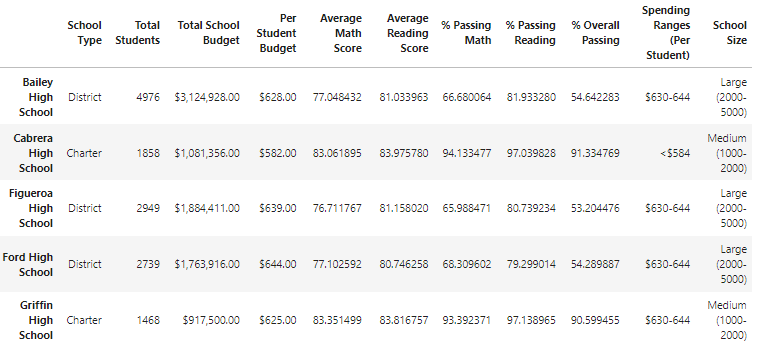 School Type Total Students Total School Budget Per Student Budget Average Math Score Average Reading Score % Passing Math % Passing Reading % Overall Passing Spending Ranges (Per Student) School Size
Bailey High School District 4976 $3,124,928.00 $628.00 77.048432 81.033963 66.680064 81.933280 54.642283 $630-644 Large (2000-5000)
Cabrera High School Charter 1858 $1,081,356.00 $582.00 83.061895 83.975780 94.133477 97.039828 91.334769 <$584 Medium (1000-2000)
Figueroa High School District 2949 $1,884,411.00 $639.00 76.711767 81.158020 65.988471 80.739234 53.204476 $630-644 Large (2000-5000)
Ford High School District 2739 $1,763,916.00 $644.00 77.102592 80.746258 68.309602 79.299014 54.289887 $630-644 Large (2000-5000)
Griffin High School Charter 1468 $917,500.00 $625.00 83.351499 83.816757 93.392371 97.138965 90.599455 $630-644 Medium (1000-2000)